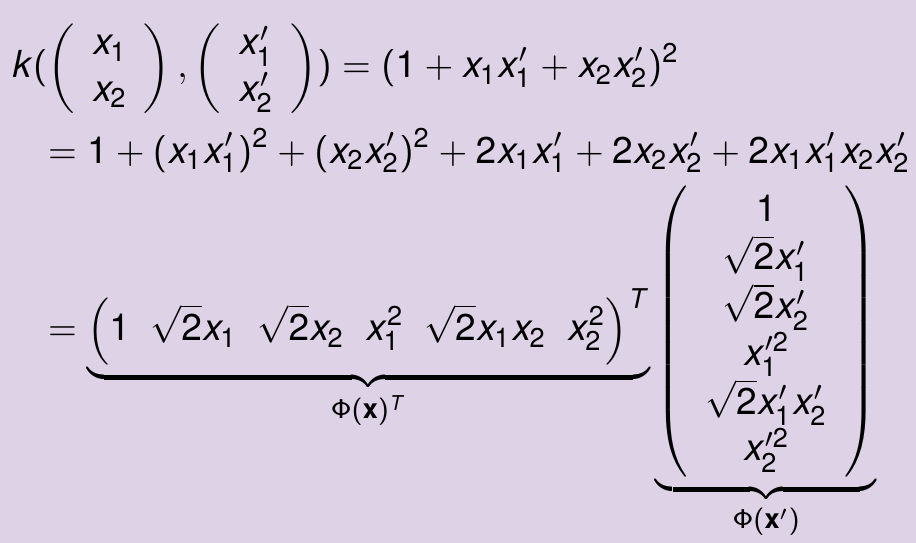 k((x₁ x₂), (x′₁ x′₂)) = (1 + x₁x′₁ + x₂x′₂)²
= 1 + (x₁x′₁)² + (x₂x′₂)² + 2x₁x′₁ + 2x₂x′₂ + 2x₁x′₁x₂x′₂
= (1 √2x₁ √2x₂ x₁² √2x₁x₂ x₂²)ᵀ
Φ(x)ᵀ
1
√2x′₁
√2x′₂
x′₁²
√2x′₁x′₂
x′₂²
Φ(x′)